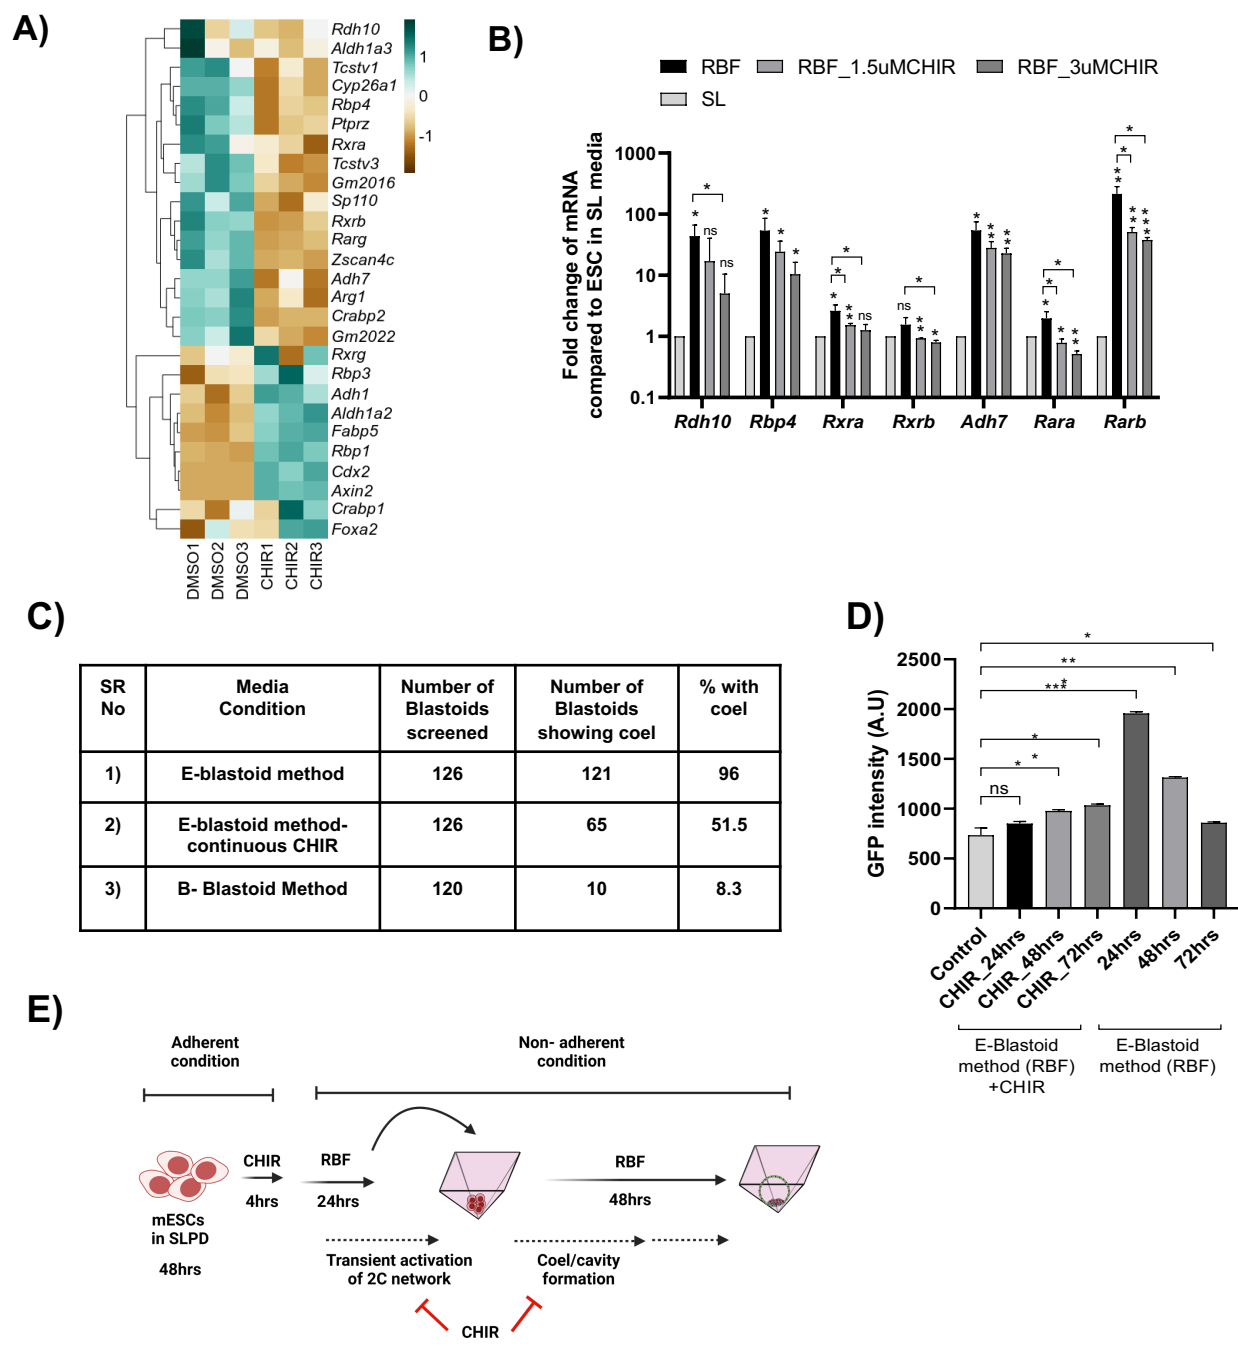 A)
Rdh10
Aldh1a3
Tcstv1
Cyp26a1
Rbp4
Ptprz
Rxra
Tcstv3
Gm2016
Sp110
Rxrb
Rarg
Zscan4c
Adh7
Arg1
Crabp2
Gm2022
Rxrg
Rbp3
Adh1
Aldh1a2
Fabp5
Rbp1
Cdx2
Axin2
Crabp1
Foxa2
1
0
-1
DMSO1 DMSO2 DMSO3 CHIR1 CHIR2 CHIR3
B)
RBF RBF_1.5uMCHIR RBF_3uMCHIR
SL
Fold change of mRNA
compared to ESC in SL media
1000
100
10
1
0.1
* ns ns *
* * *
* ** ns * *
ns ** * *
* ** **
* * ** * *
** ** *** * *
Rdh10 Rbp4 Rxra Rxrb Adh7 Rara Rarb
C)
SR No Media Condition Number of Blastoids screened Number of Blastoids showing coel % with coel
1) E-blastoid method 126 121 96
2) E-blastoid method- continuous CHIR 126 65 51.5
3) B- Blastoid Method 120 10 8.3
D)
GFP intensity (A.U)
2500
2000
1500
1000
500
0
*
**
*
***
*
* *
ns
Control CHIR_24hrs CHIR_48hrs CHIR_72hrs 24hrs 48hrs 72hrs
E-Blastoid
method (RBF)
+CHIR
E-Blastoid
method (RBF)
E)
Adherent
condition
Non- adherent
condition
CHIR
4hrs
RBF
24hrs
RBF
48hrs
mESCs
in SLPD
48hrs
Transient activation
of 2C network
Coel/cavity
formation
CHIR